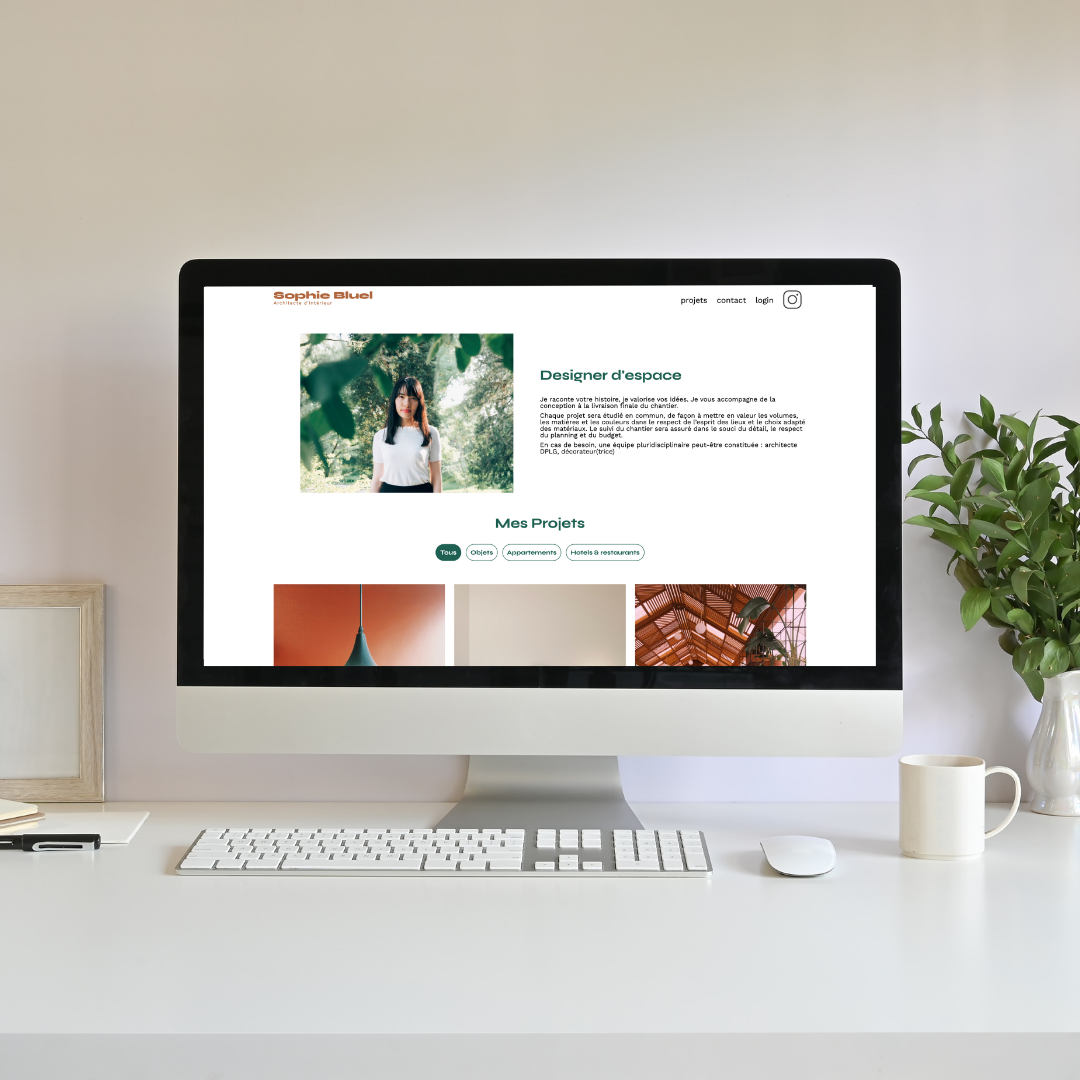 Sophie Bluel
Architecte d'intérieur
projets contact login
Designer d'espace
Je raconte votre histoire, je valorise vos idées. Je vous accompagne de la
conception à la livraison finale du chantier.
Chaque projet sera étudié en commun, de façon à mettre en valeur les volumes,
les matières et les couleurs dans le respect de l'esprit des lieux et le choix adapté
des matériaux. Le suivi du chantier sera assuré dans le souci du détail, le respect
du planning et du budget.
En cas de besoin, une équipe pluridisciplinaire peut-être constituée : architecte
DPLG, décorateur(trice)
Mes Projets
Tous Objets Appartements Hotels & restaurants